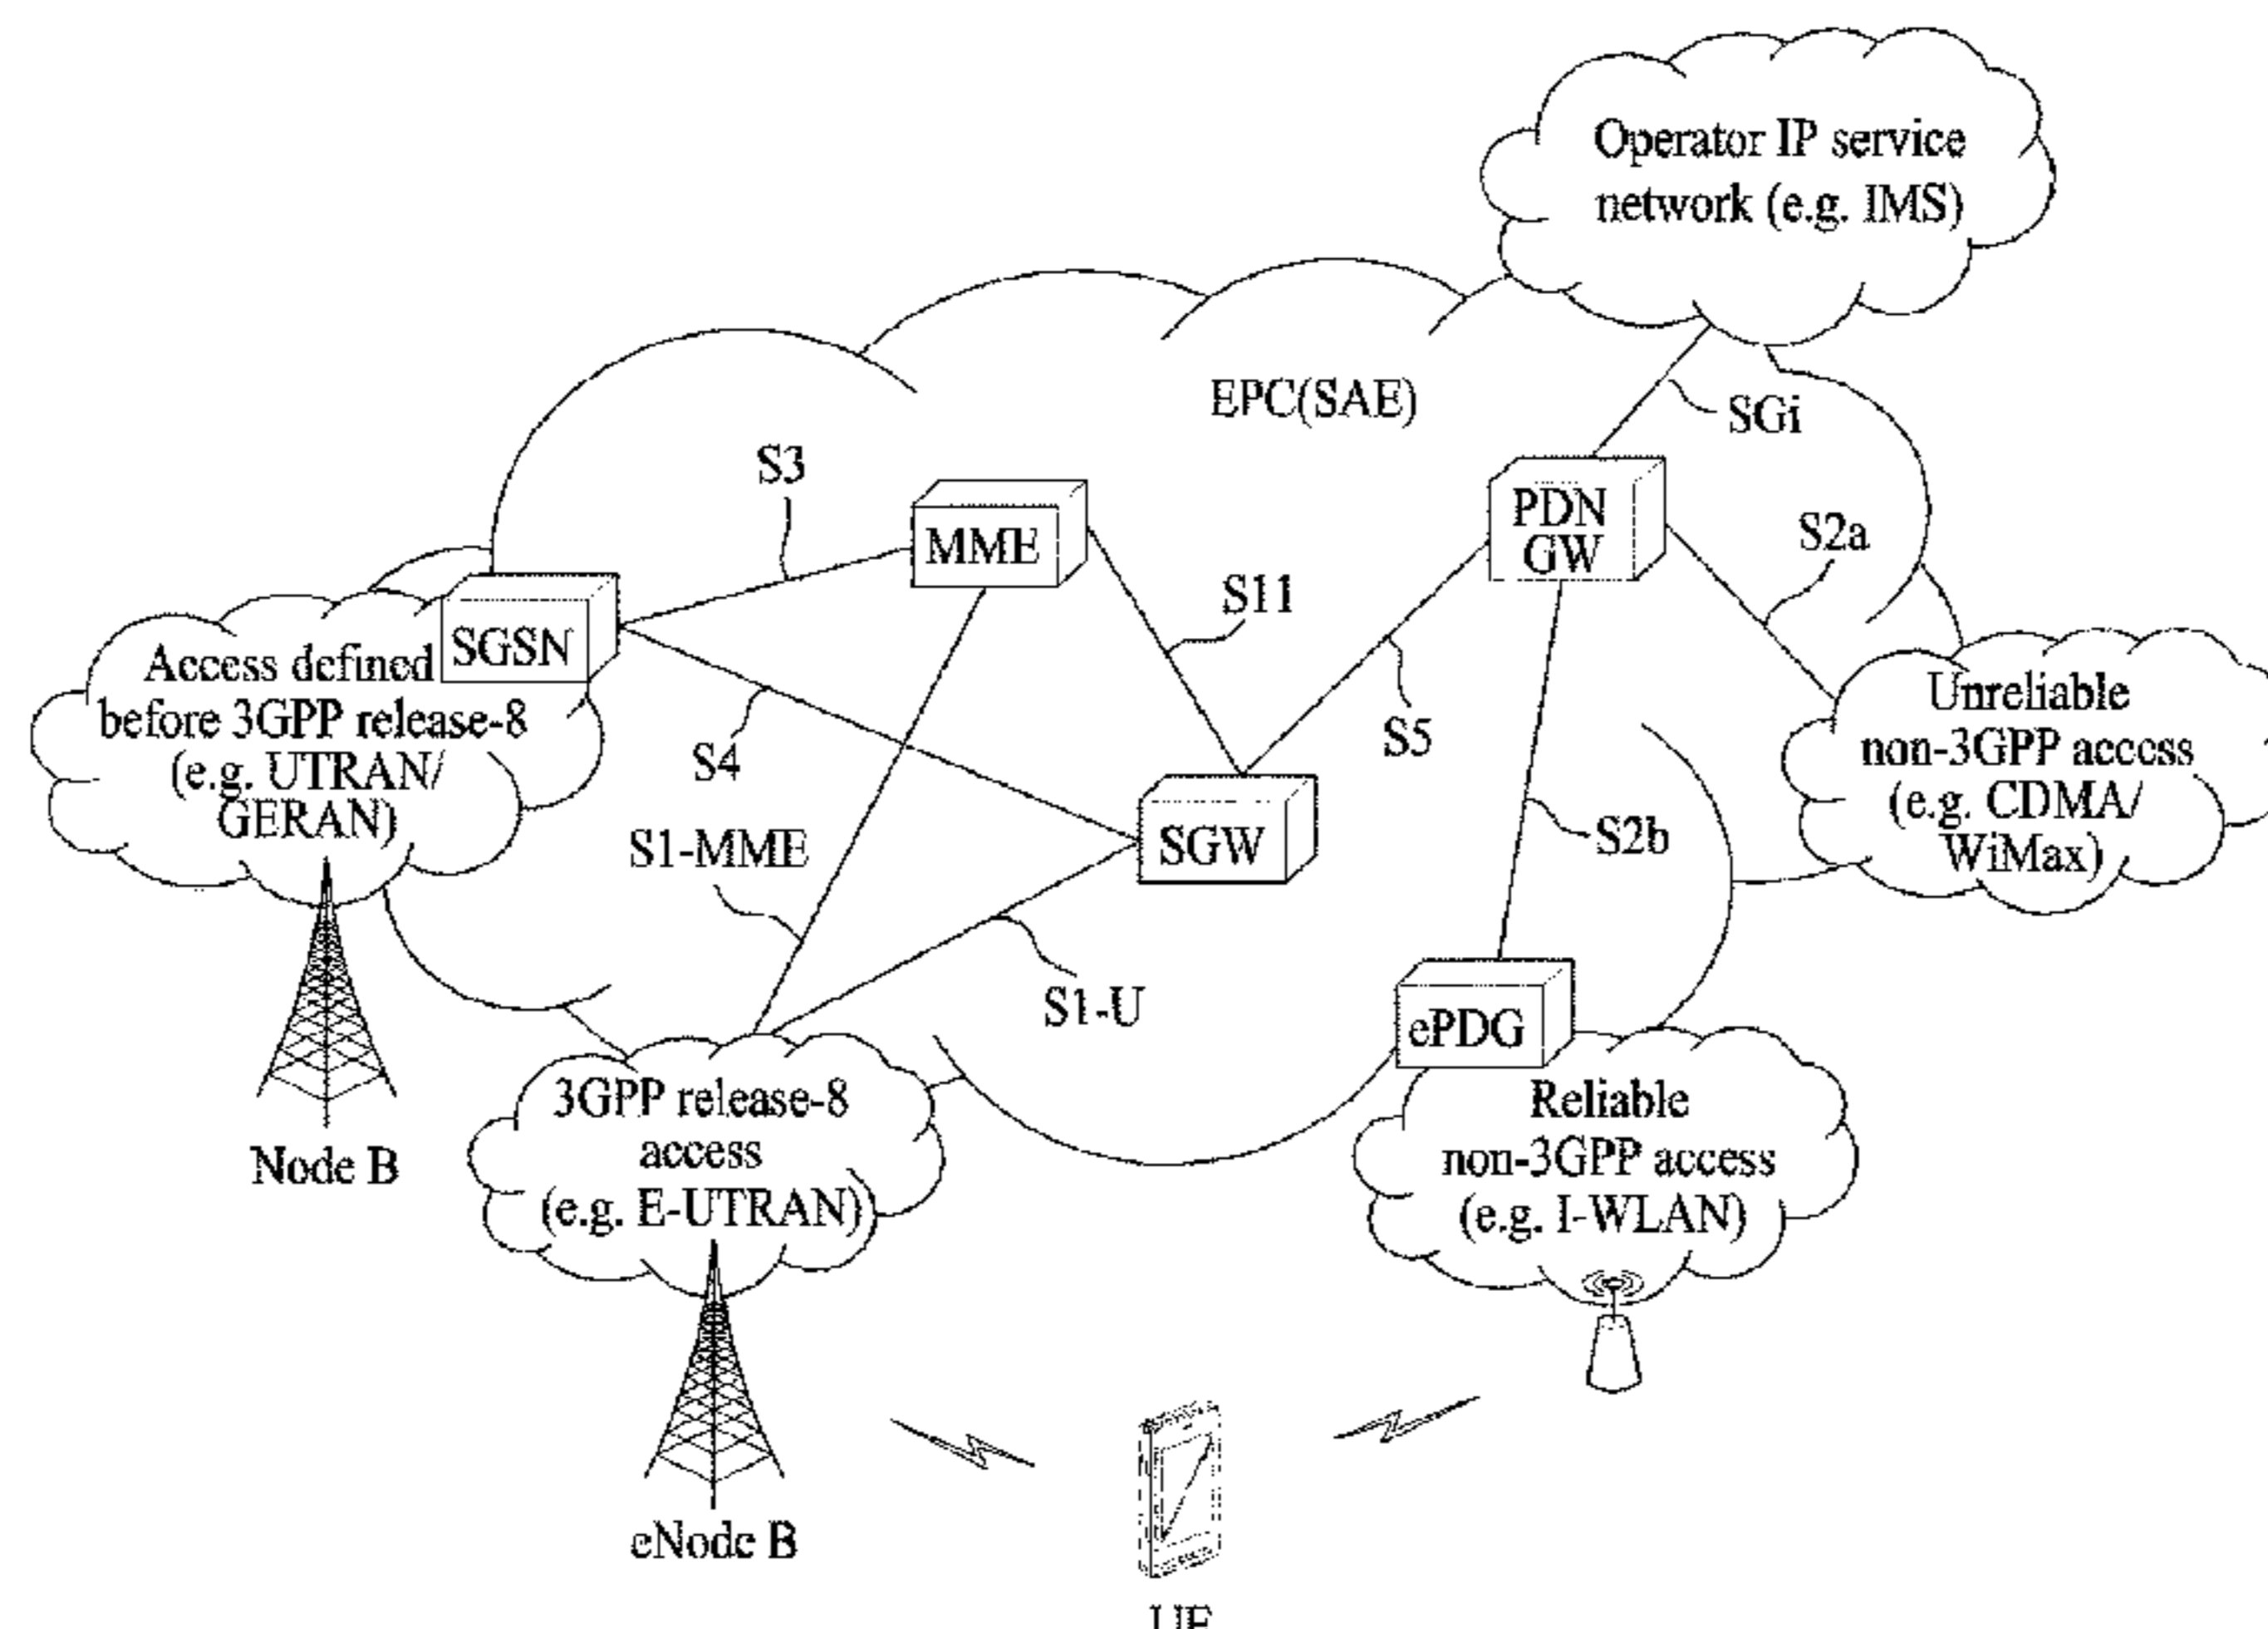 Operator IP service
network (e.g. IMS)
EPC(SAE)
SGi
S3
MME
PDN
GW
S2a
S11
SGSN
Access defined
before 3GPP release-8
(e.g. UTRAN/
GERAN)
S4
S5
Unreliable
non-3GPP access
(e.g. CDMA/
WiMax)
S1-MME
SGW
S2b
S1-U
ePDG
Node B
3GPP release-8
access
(e.g. E-UTRAN)
Reliable
non-3GPP access
(e.g. I-WLAN)
eNode B
UE